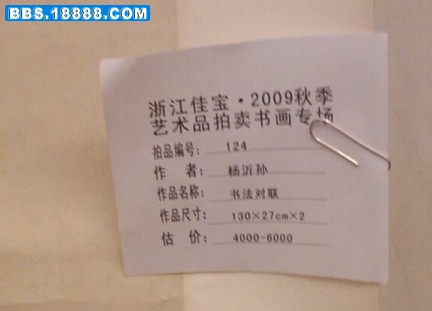 BBS.18888.COM
浙江佳宝·2009秋季
艺术品拍卖书画专场
拍品编号: 124
作 者: 杨沂孙
作品名称: 书法对联
作品尺寸: 130×27cm×2
估 价: 4000-6000